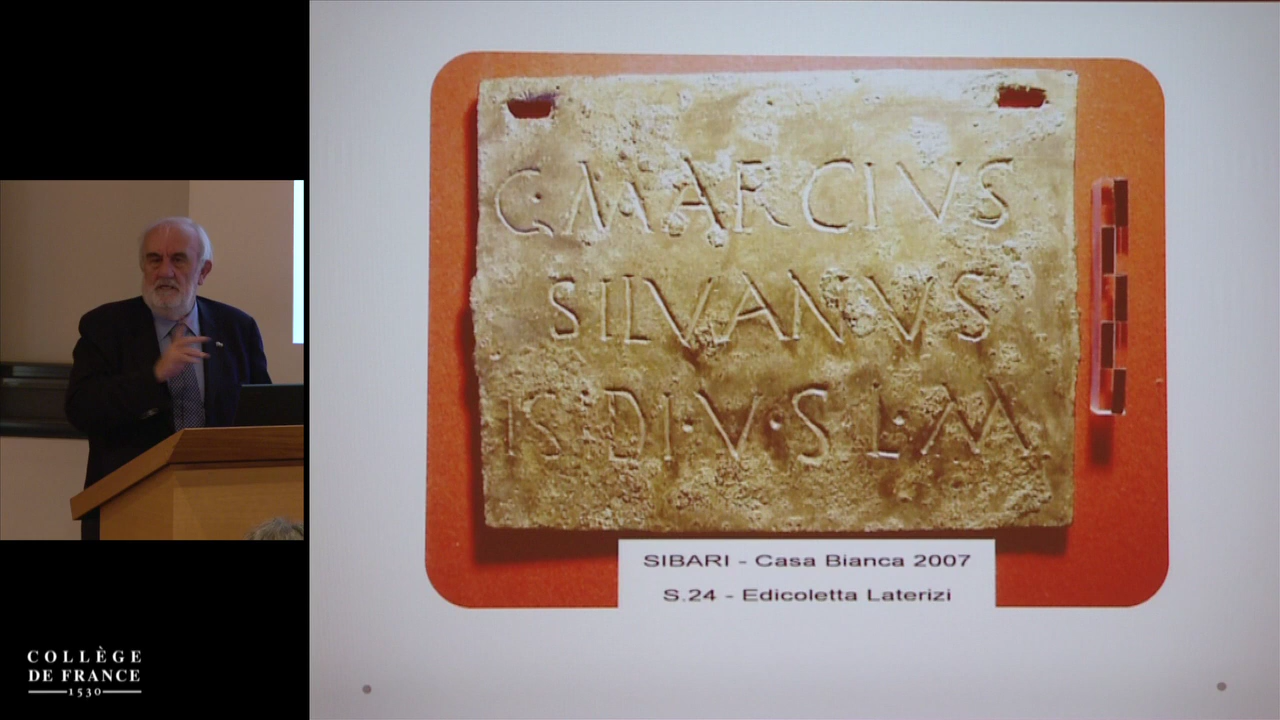 Q·MARCIVS
SILVANVS
ISIDI·V·S L·M
SIBARI - Casa Bianca 2007
S.24 - Edicoletta Laterizi
COLLÈGE
DE FRANCE
1530